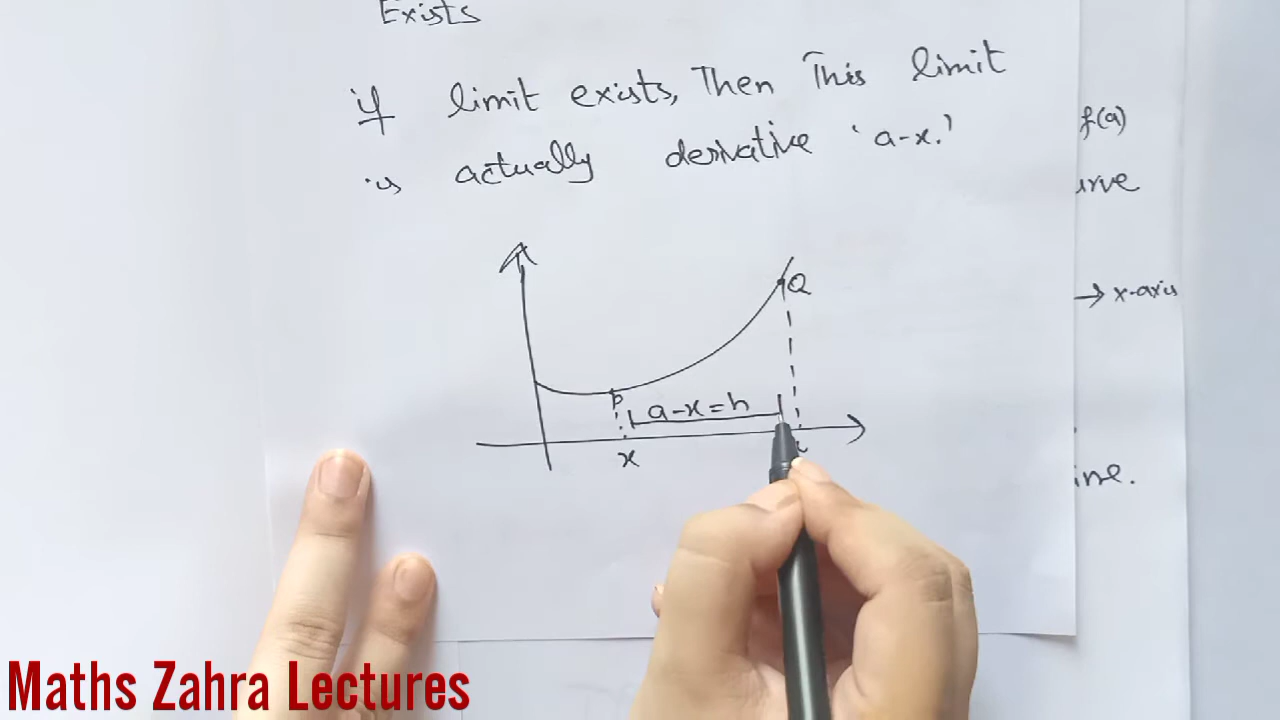 Exists
if limit exists, Then This limit
is actually derivative 'a-x.'
f(a)
urve
→ x-axis
Q
P
a-x=h
x
ine.
Maths Zahra Lectures